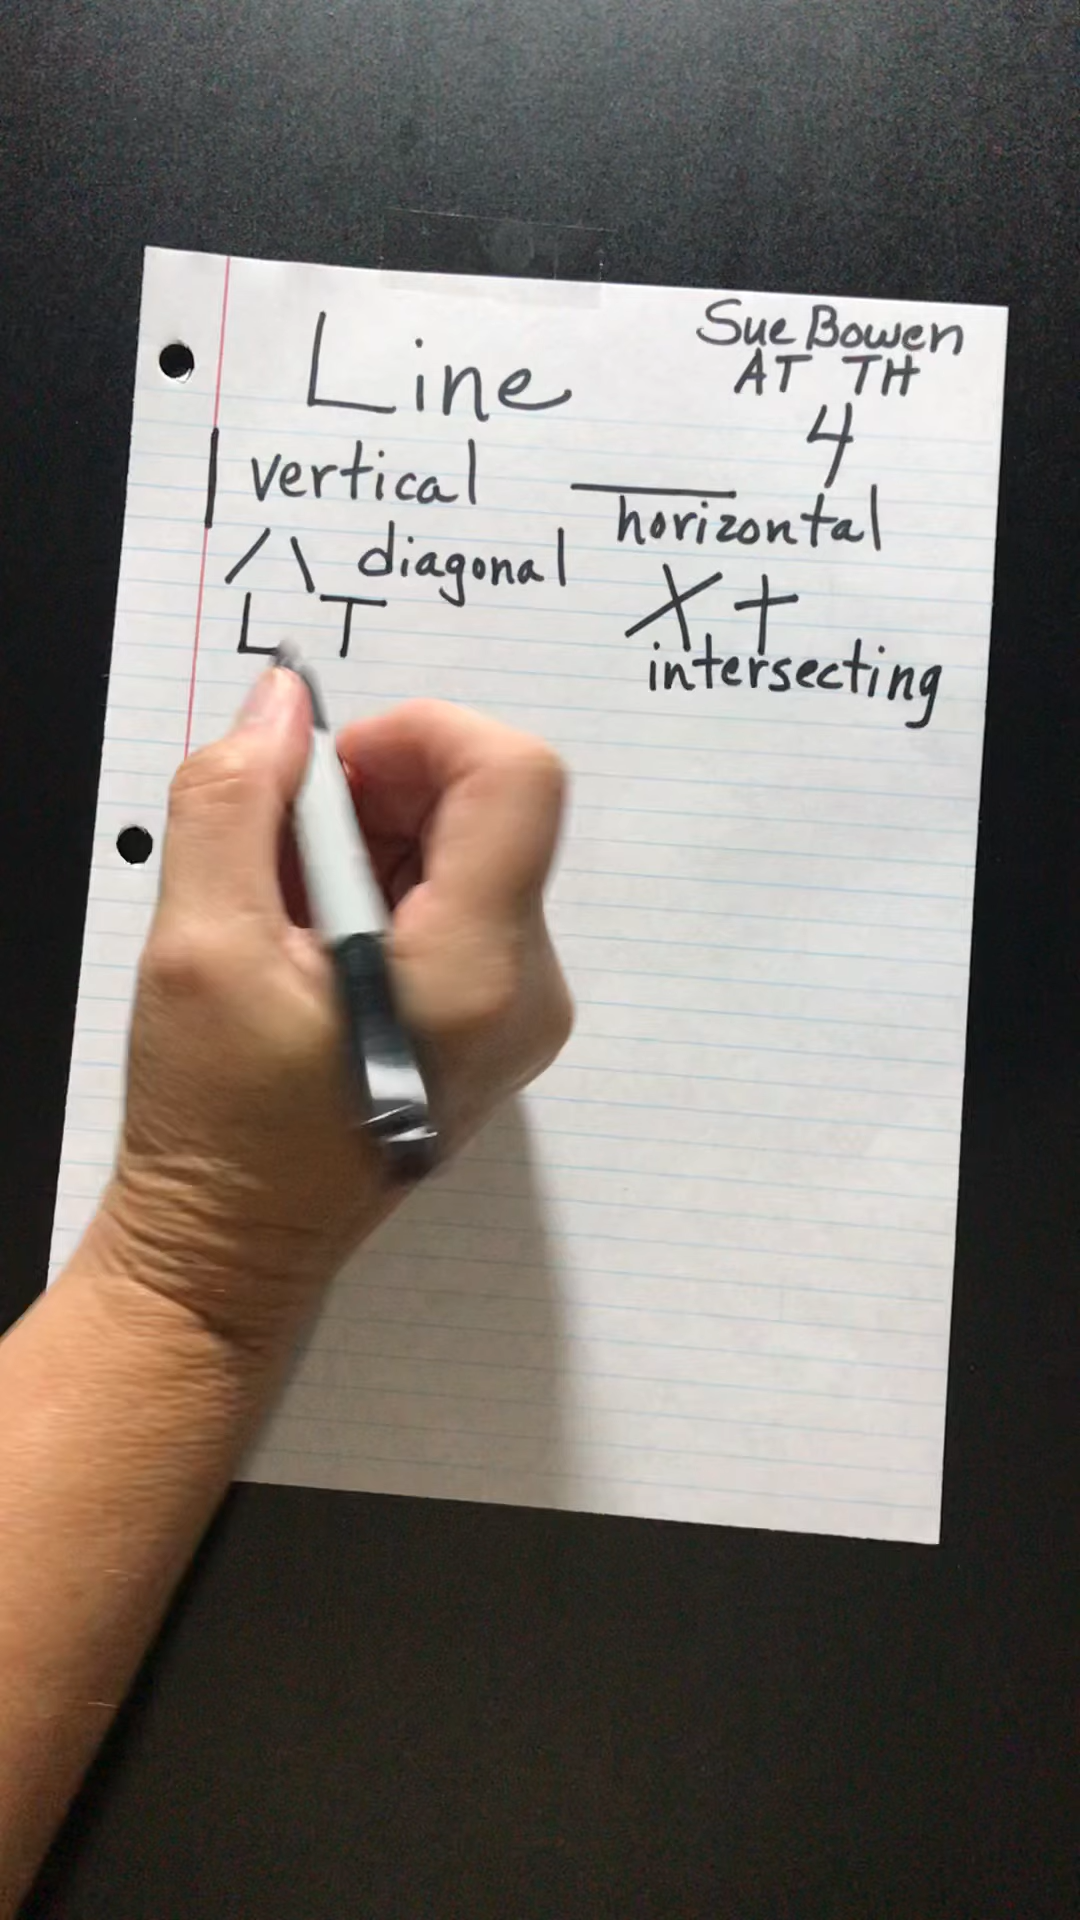 Line
Sue Bowen
AT TH
4
vertical
horizontal
diagonal
intersecting
L T